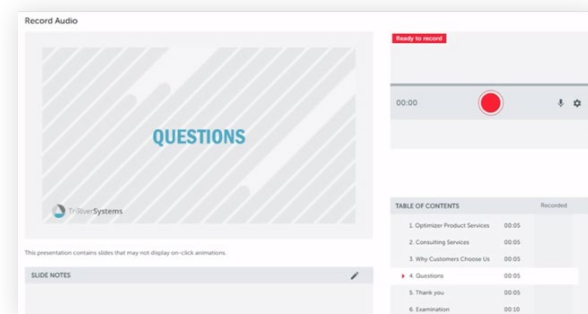 Record Audio
Ready to record
QUESTIONS
TriRiverSystems
00:00
This presentation contains slides that may not display on-click animations.
SLIDE NOTES
TABLE OF CONTENTS Recorded
1. Optimizer Product Services 00:05
2. Consulting Services 00:05
3. Why Customers Choose Us 00:05
4. Questions 00:05
5. Thank you 00:05
6. Examination 00:10